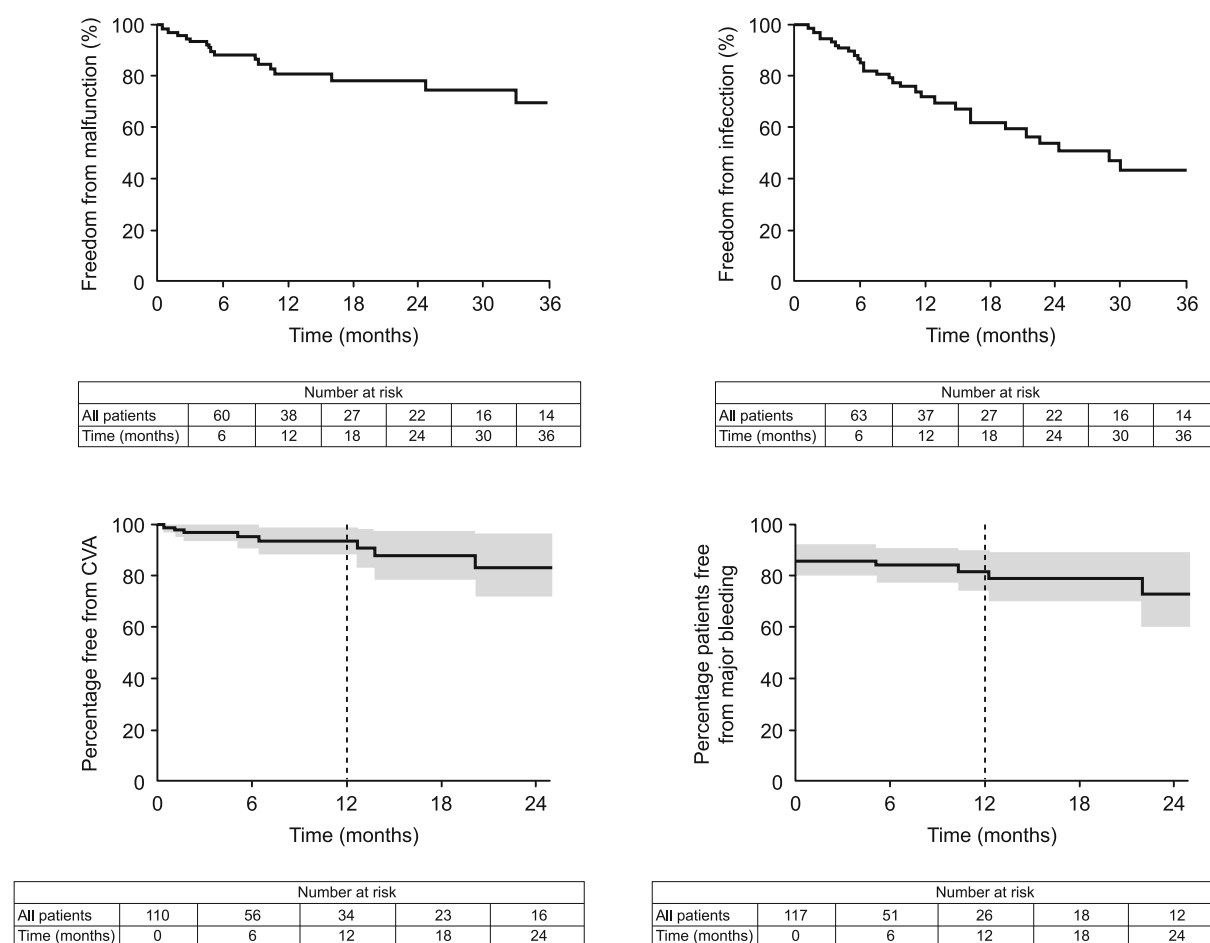 Freedom from malfunction (%)
100
80
60
40
20
0
0 6 12 18 24 30 36
Time (months)
Number at risk
All patients 60 38 27 22 16 14
Time (months) 6 12 18 24 30 36
Freedom from infecction (%)
100
80
60
40
20
0
0 6 12 18 24 30 36
Time (months)
Number at risk
All patients 63 37 27 22 16 14
Time (months) 6 12 18 24 30 36
Percentage free from CVA
100
80
60
40
20
0
0 6 12 18 24
Time (months)
Number at risk
All patients 110 56 34 23 16
Time (months) 0 6 12 18 24
Percentage patients free
from major bleeding
100
80
60
40
20
0
0 6 12 18 24
Time (months)
Number at risk
All patients 117 51 26 18 12
Time (months) 0 6 12 18 24